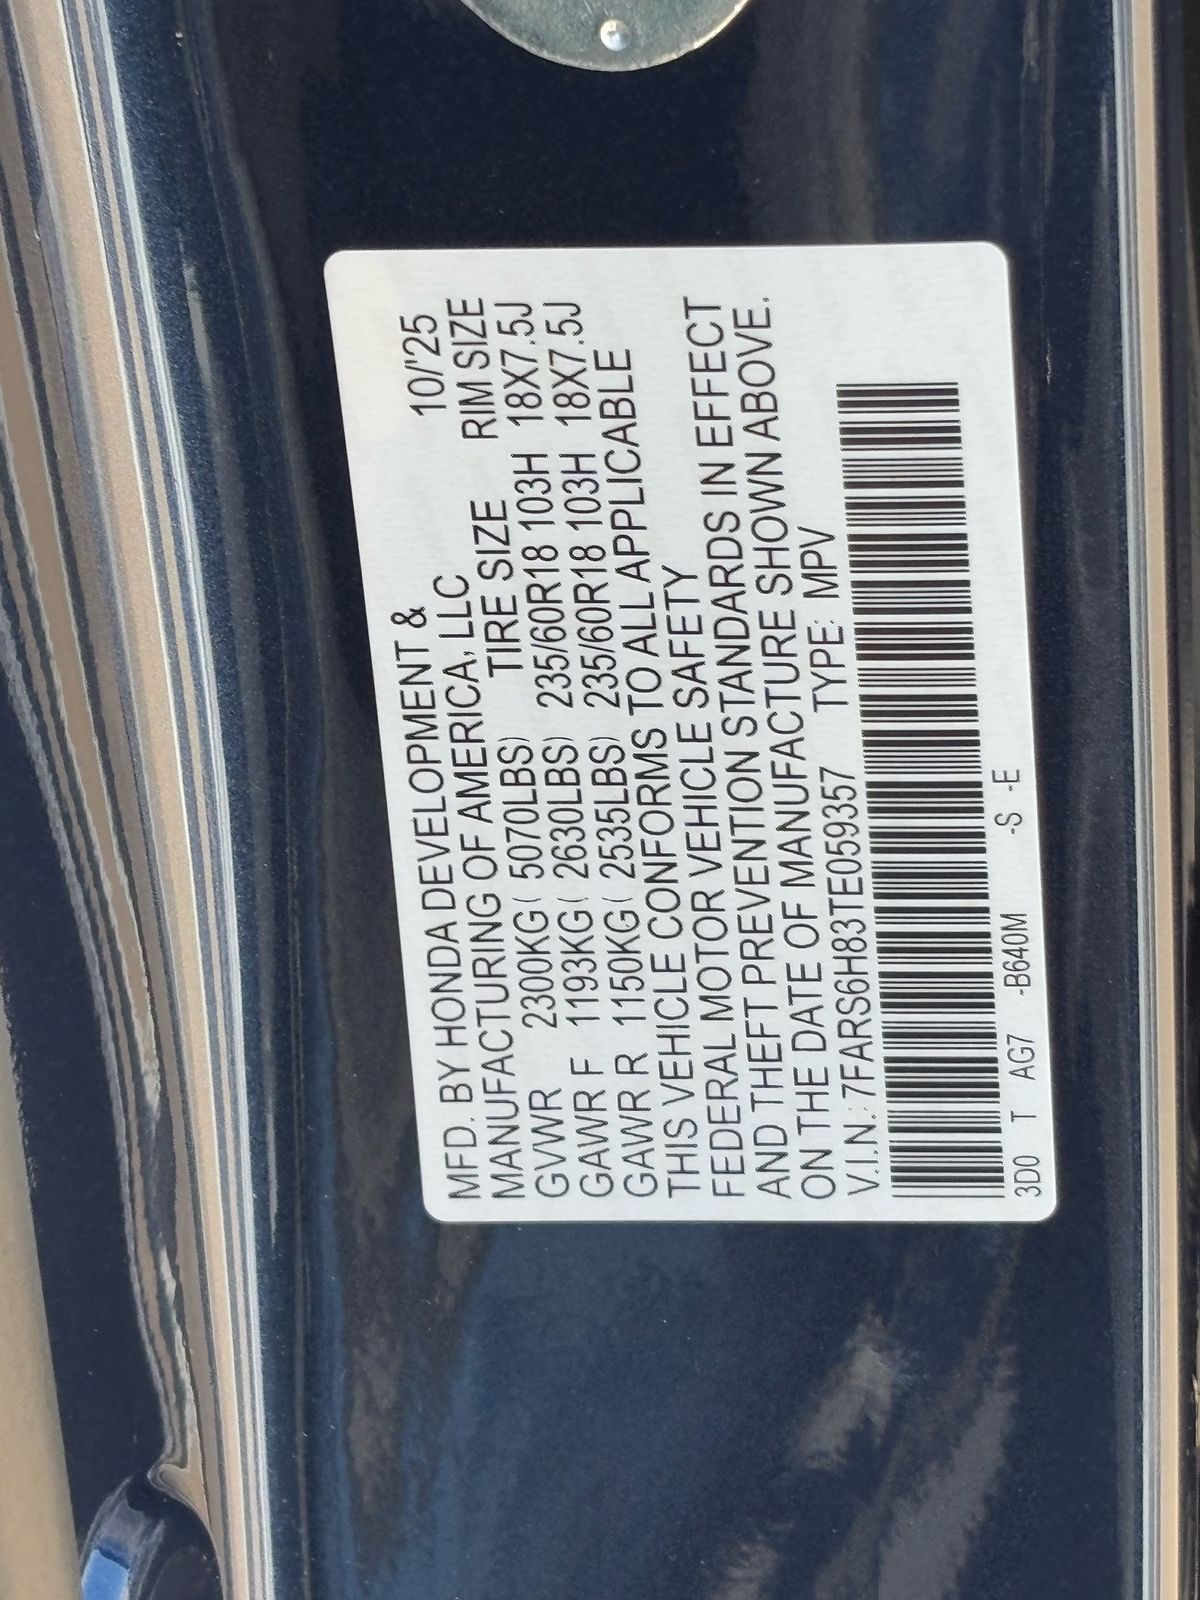 MFD. BY HONDA DEVELOPMENT & 10/'25
MANUFACTURING OF AMERICA, LLC RIM SIZE
TIRE SIZE
GVWR 2300KG( 5070LBS) 235/60R18 103H 18X7.5J
GAWR F 1193KG( 2630LBS) 235/60R18 103H 18X7.5J
GAWR R 1150KG( 2535LBS)
THIS VEHICLE CONFORMS TO ALL APPLICABLE
FEDERAL MOTOR VEHICLE SAFETY
AND THEFT PREVENTION STANDARDS IN EFFECT
ON THE DATE OF MANUFACTURE SHOWN ABOVE.
V.I.N.: 7FARS6H83TE059357 TYPE: MPV
3D0 T AG7 -B640M -S -E